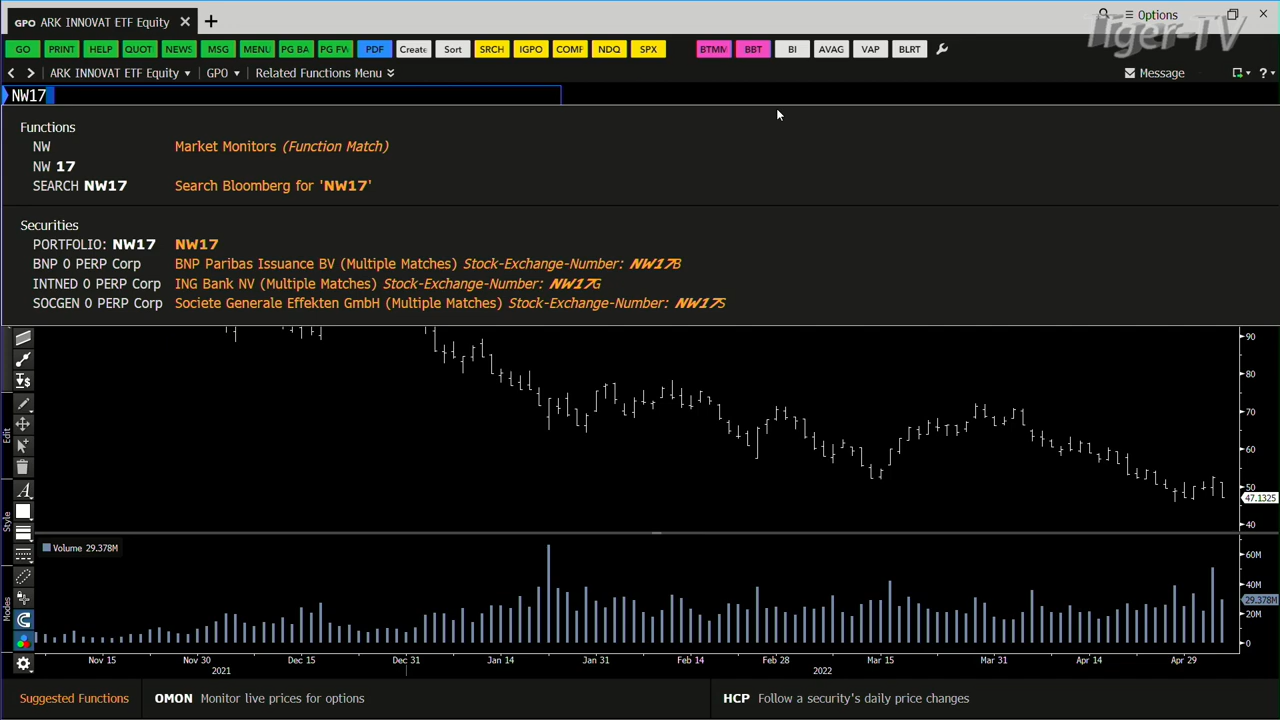 GPO ARK INNOVAT ETF Equity
Options
Tiger-TV
GO PRINT HELP QUOT NEWS MSG MENU PG BA PG FW PDF Create Sort SRCH IGPO COMF NDQ SPX BTMM BBT BI AVAG VAP BLRT
ARK INNOVAT ETF Equity GPO Related Functions Menu Message ?
NW17
Functions
NW Market Monitors (Function Match)
NW 17
SEARCH NW17 Search Bloomberg for 'NW17'
Securities
PORTFOLIO: NW17 NW17
BNP 0 PERP Corp BNP Paribas Issuance BV (Multiple Matches) Stock-Exchange-Number: NW17B
INTNED 0 PERP Corp ING Bank NV (Multiple Matches) Stock-Exchange-Number: NW17G
SOCGEN 0 PERP Corp Societe Generale Effekten GmbH (Multiple Matches) Stock-Exchange-Number: NW17S
90
80
70
60
50
47.1325
40
Edit
Style
Modes
Volume 29.378M
60M
40M
29.378M
20M
0
Nov 15 Nov 30 Dec 15 Dec 31 Jan 14 Jan 31 Feb 14 Feb 28 Mar 15 Mar 31 Apr 14 Apr 29
2021 2022
Suggested Functions OMON Monitor live prices for options HCP Follow a security's daily price changes